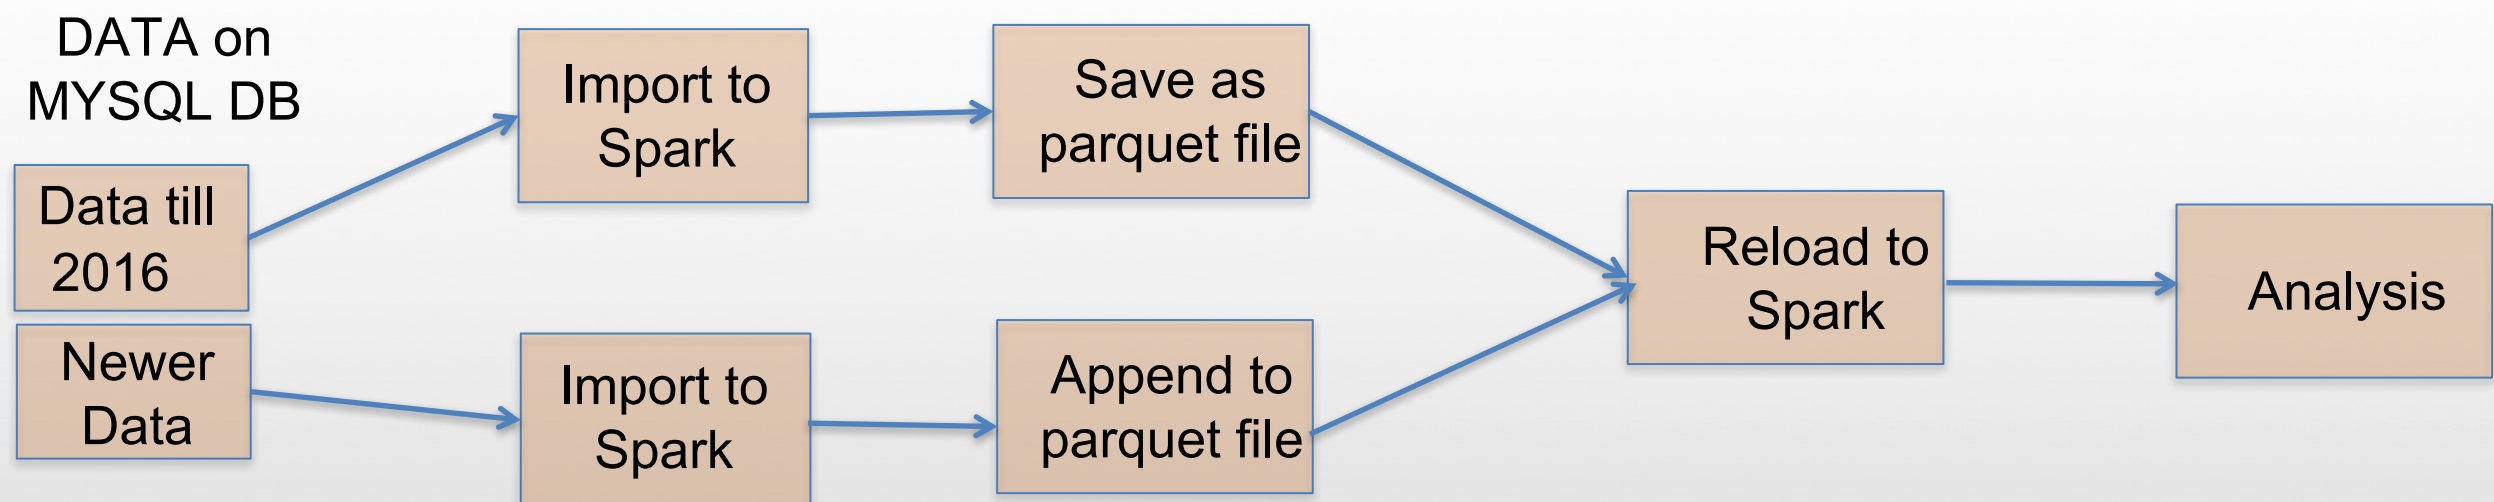 DATA on
MYSQL DB
Data till
2016
Import to
Spark
Save as
parquet file
Newer
Data
Import to
Spark
Append to
parquet file
Reload to
Spark
Analysis